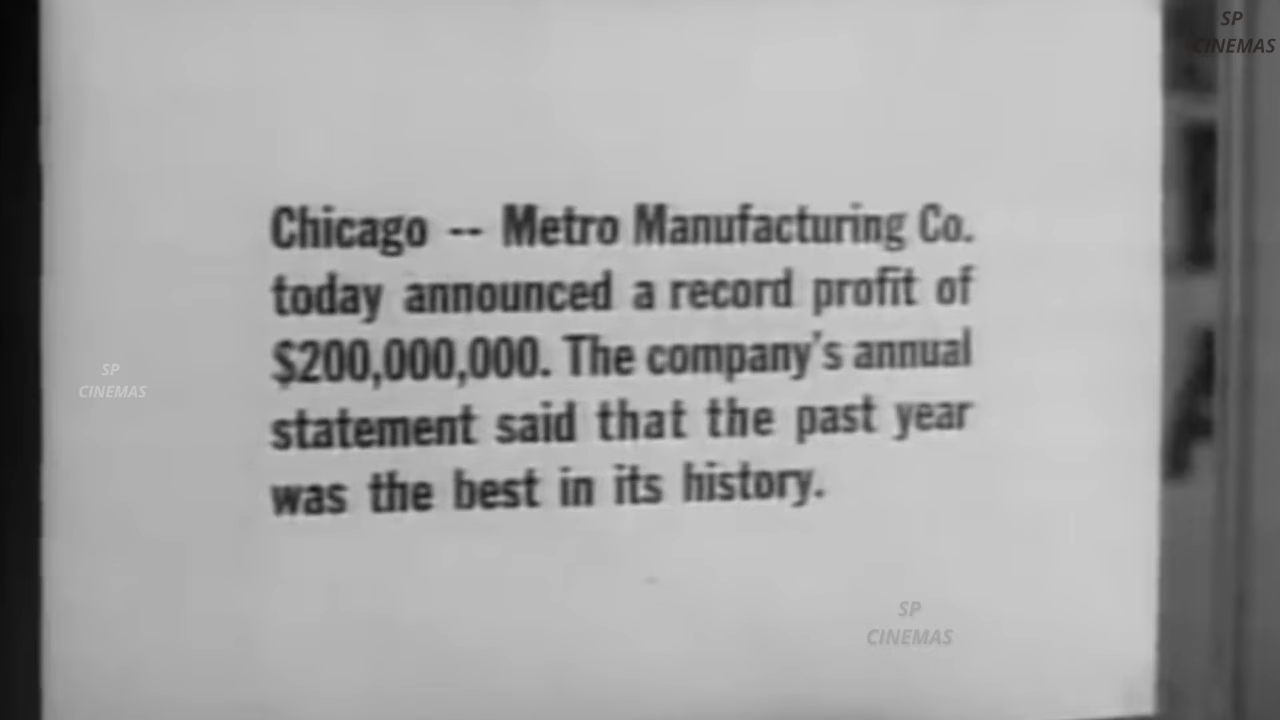 SP
CINEMAS
Chicago -- Metro Manufacturing Co.
today announced a record profit of
$200,000,000. The company's annual
statement said that the past year
was the best in its history.
SP
CINEMAS
SP
CINEMAS